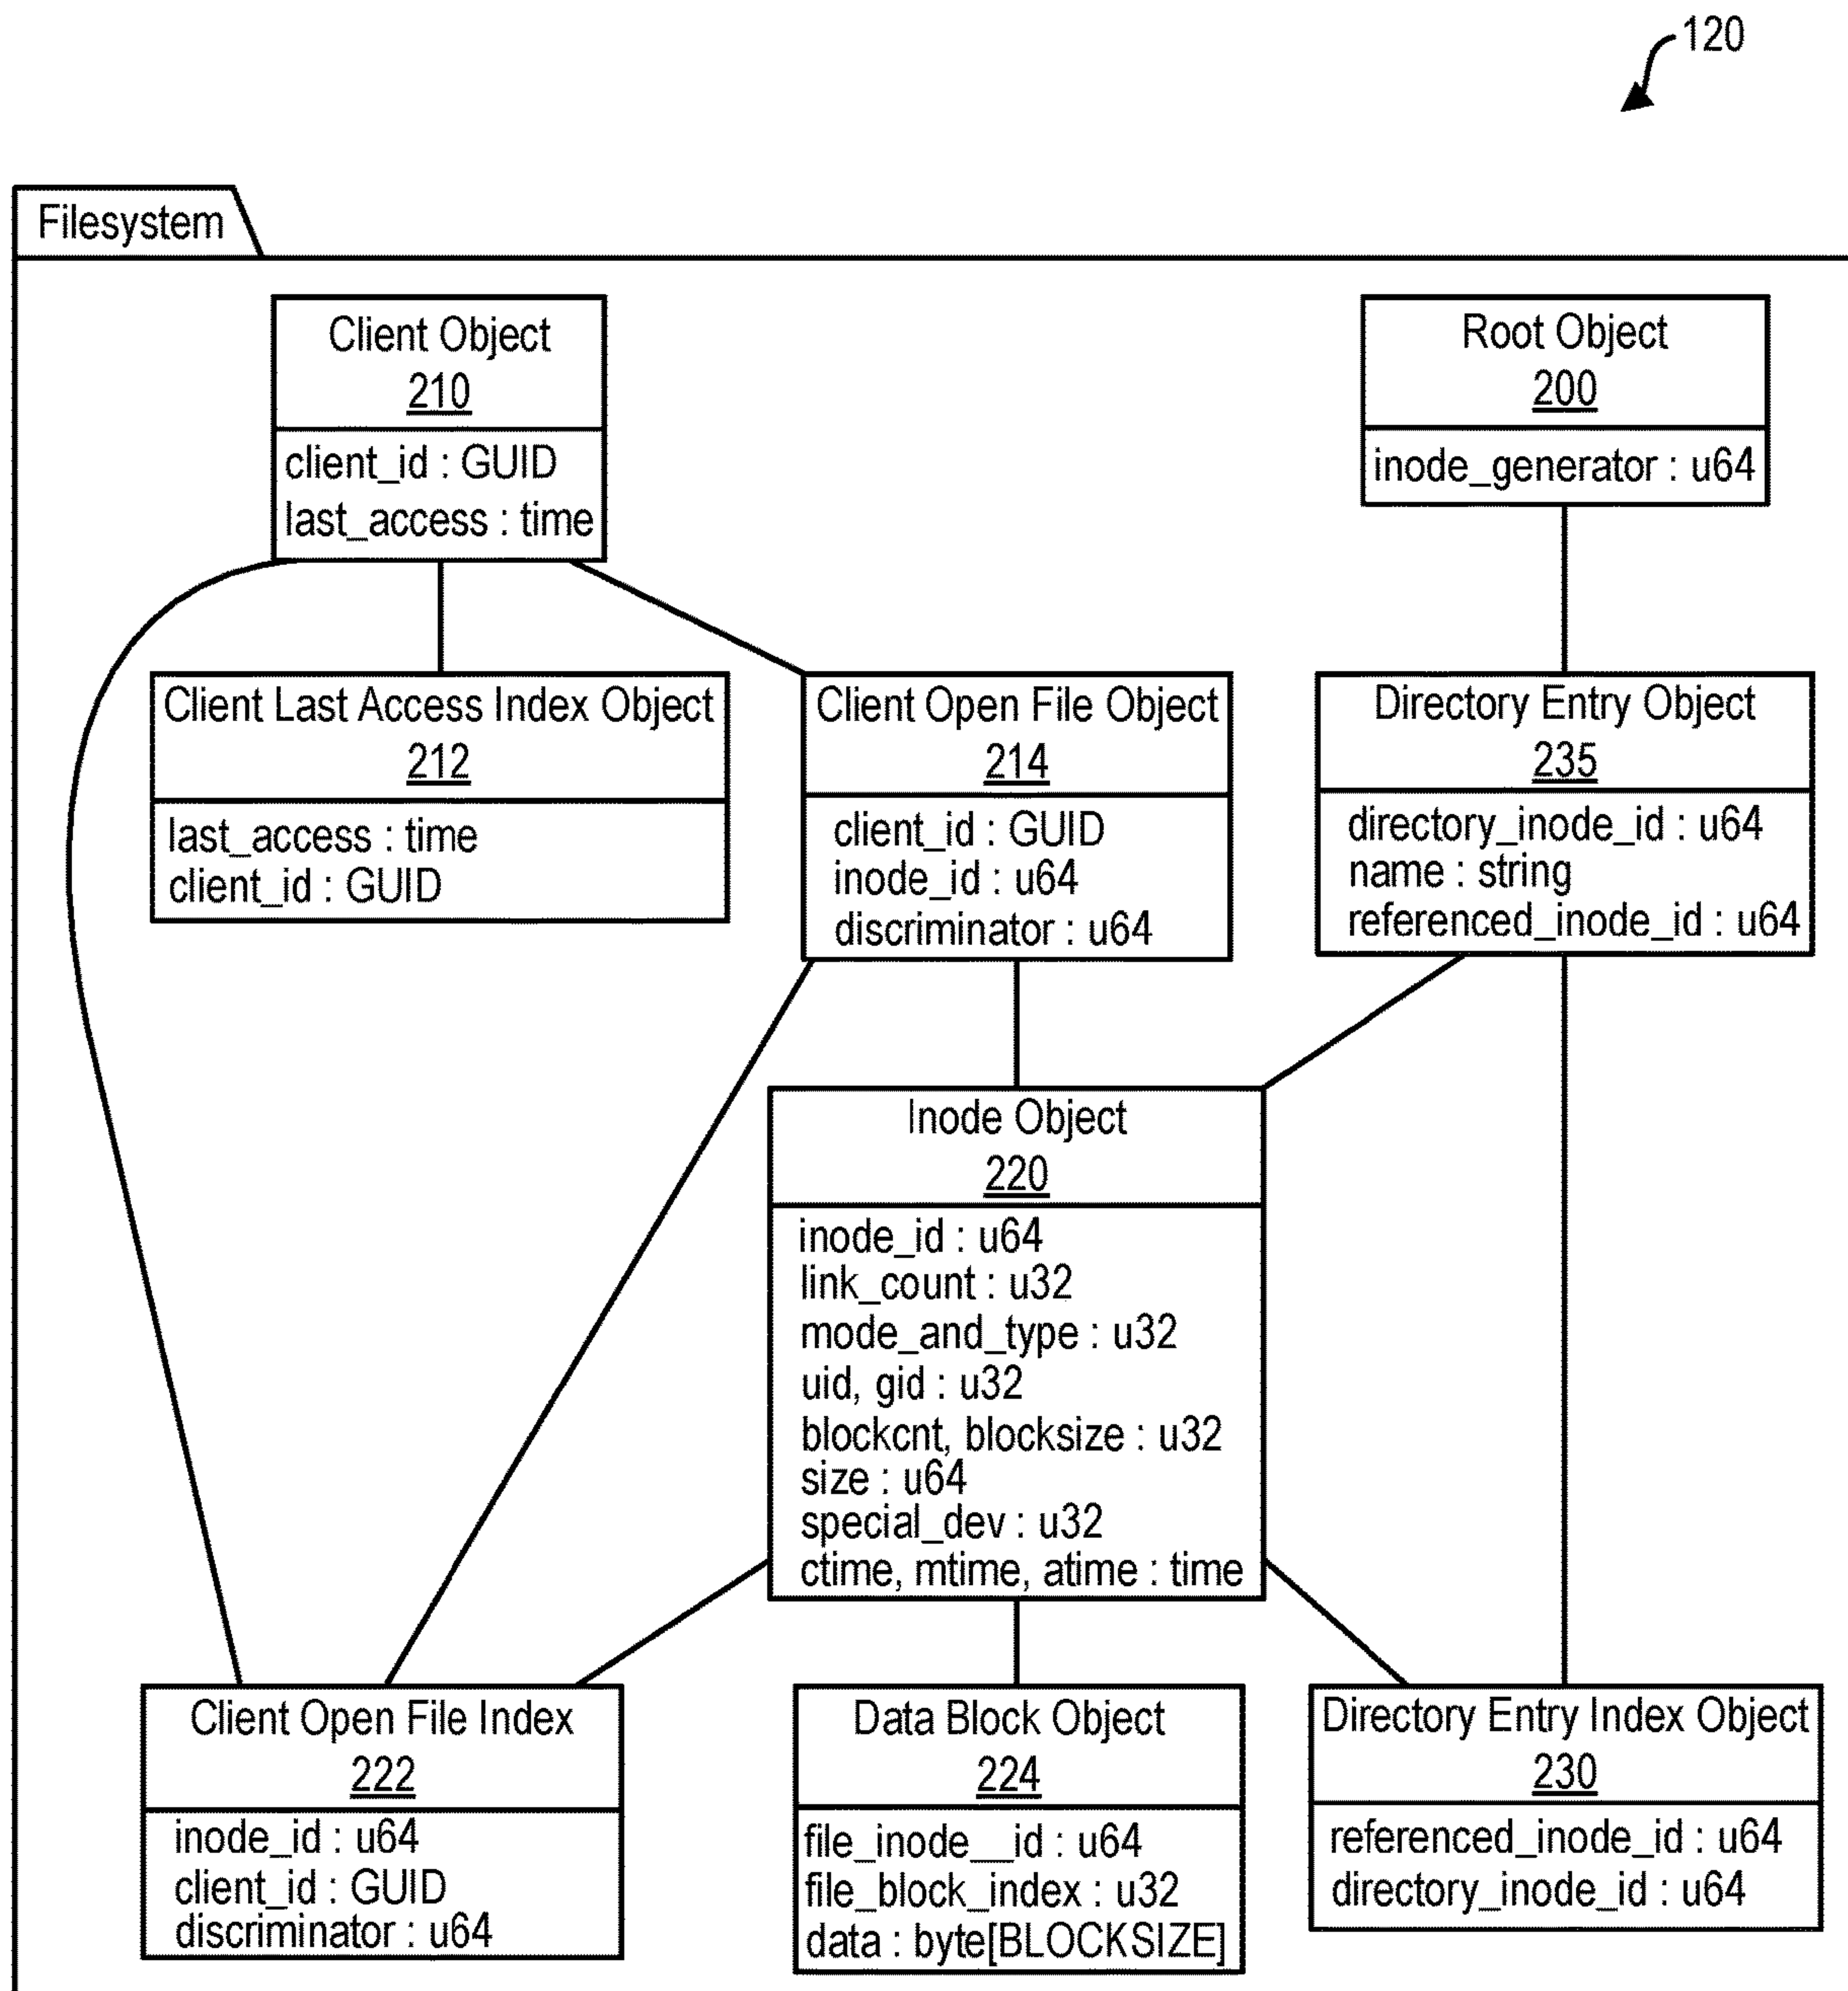 120
Filesystem
Client Object
210
client_id : GUID
last_access : time
Root Object
200
inode_generator : u64
Client Last Access Index Object
212
last_access : time
client_id : GUID
Client Open File Object
214
client_id : GUID
inode_id : u64
discriminator : u64
Directory Entry Object
235
directory_inode_id : u64
name : string
referenced_inode_id : u64
Inode Object
220
inode_id : u64
link_count : u32
mode_and_type : u32
uid, gid : u32
blockcnt, blocksize : u32
size : u64
special_dev : u32
ctime, mtime, atime : time
Client Open File Index
222
inode_id : u64
client_id : GUID
discriminator : u64
Data Block Object
224
file_inode__id : u64
file_block_index : u32
data : byte[BLOCKSIZE]
Directory Entry Index Object
230
referenced_inode_id : u64
directory_inode_id : u64